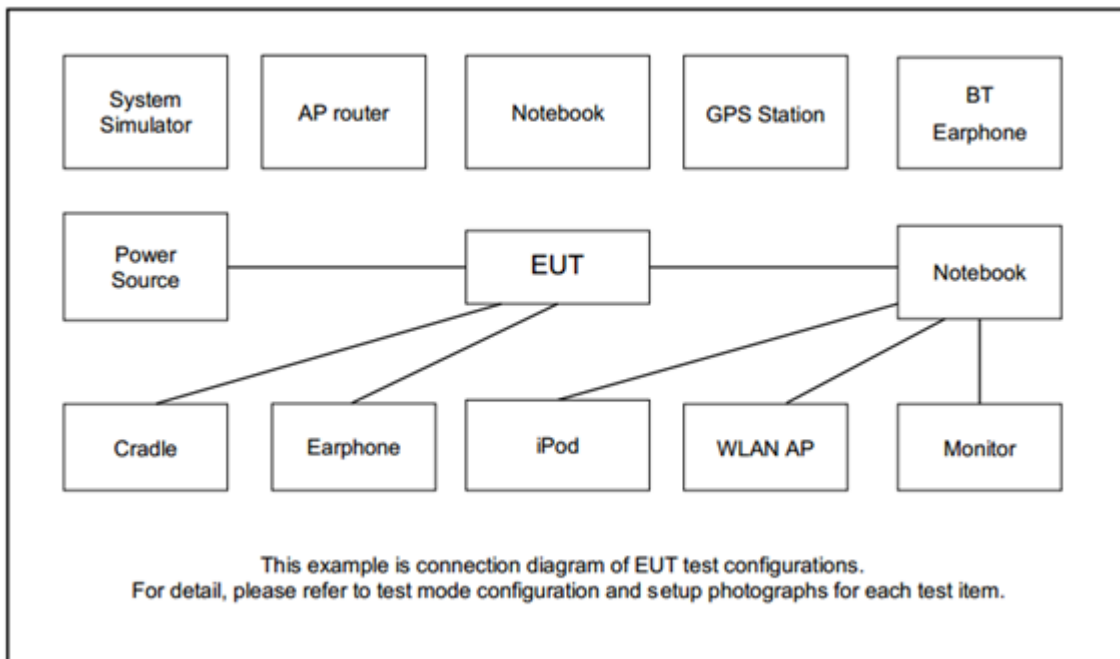 System
Simulator
AP router
Notebook
GPS Station
BT
Earphone
Power
Source
EUT
Notebook
Cradle
Earphone
iPod
WLAN AP
Monitor
This example is connection diagram of EUT test configurations.
For detail, please refer to test mode configuration and setup photographs for each test item.